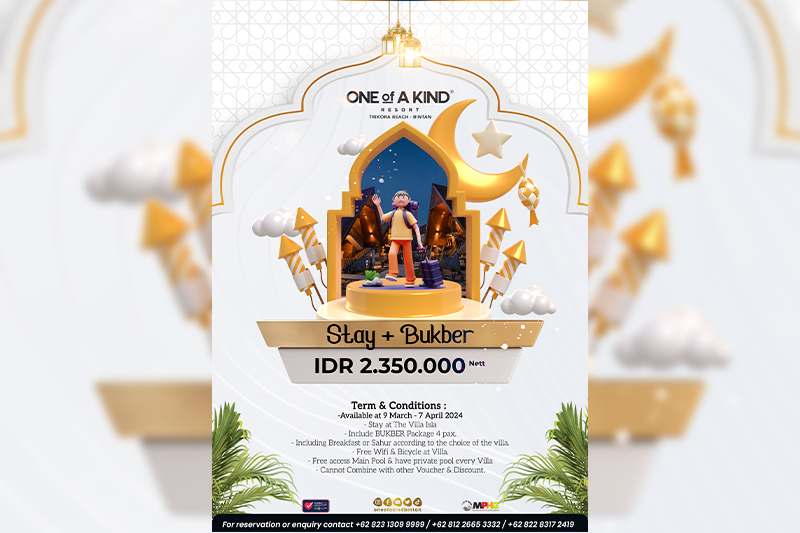 ONE of A KIND®
RESORT
TRIKORA BEACH - BINTAN
Stay + Bukber
IDR 2.350.000 Nett
Term & Conditions :
-Available at 9 March - 7 April 2024
- Stay at The Villa Isla
- Include BUKBER Package 4 pax.
- Including Breakfast or Sahur according to the choice of the villa.
- Free Wifi & Bicycle at Villa.
- Free access Main Pool & have private pool every Villa
- Cannot Combine with other Voucher & Discount.
oneofakindbintan
MPHG
For reservation or enquiry contact +62 823 1309 9999 / +62 812 2665 3332 / +62 822 8317 2419